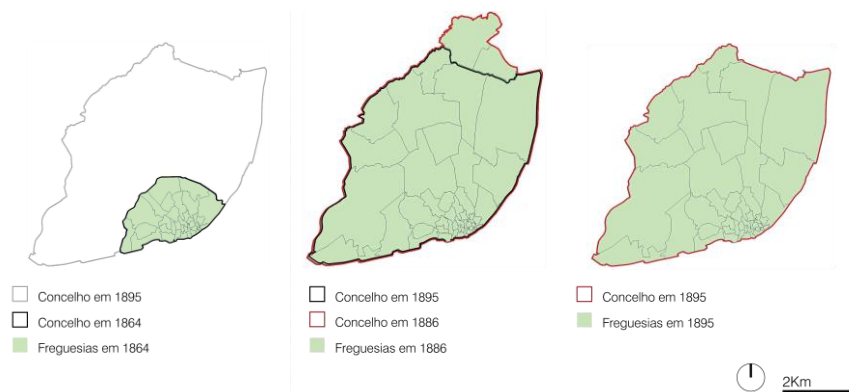 Concelho em 1895
Concelho em 1864
Freguesias em 1864
Concelho em 1895
Concelho em 1886
Freguesias em 1886
Concelho em 1895
Freguesias em 1895
2Km